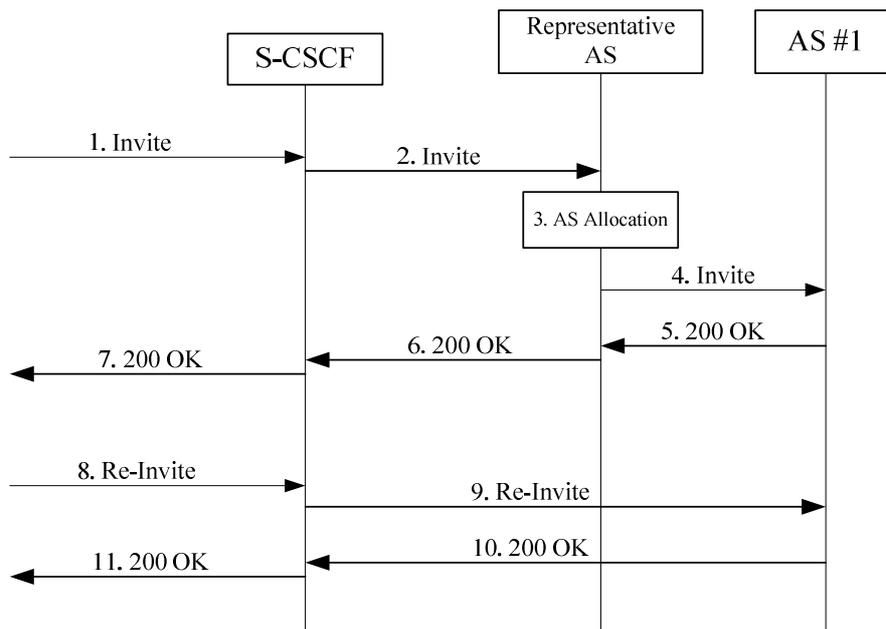 S-CSCF
Representative
AS
AS #1
1. Invite
2. Invite
3. AS Allocation
4. Invite
5. 200 OK
6. 200 OK
7. 200 OK
8. Re-Invite
9. Re-Invite
10. 200 OK
11. 200 OK